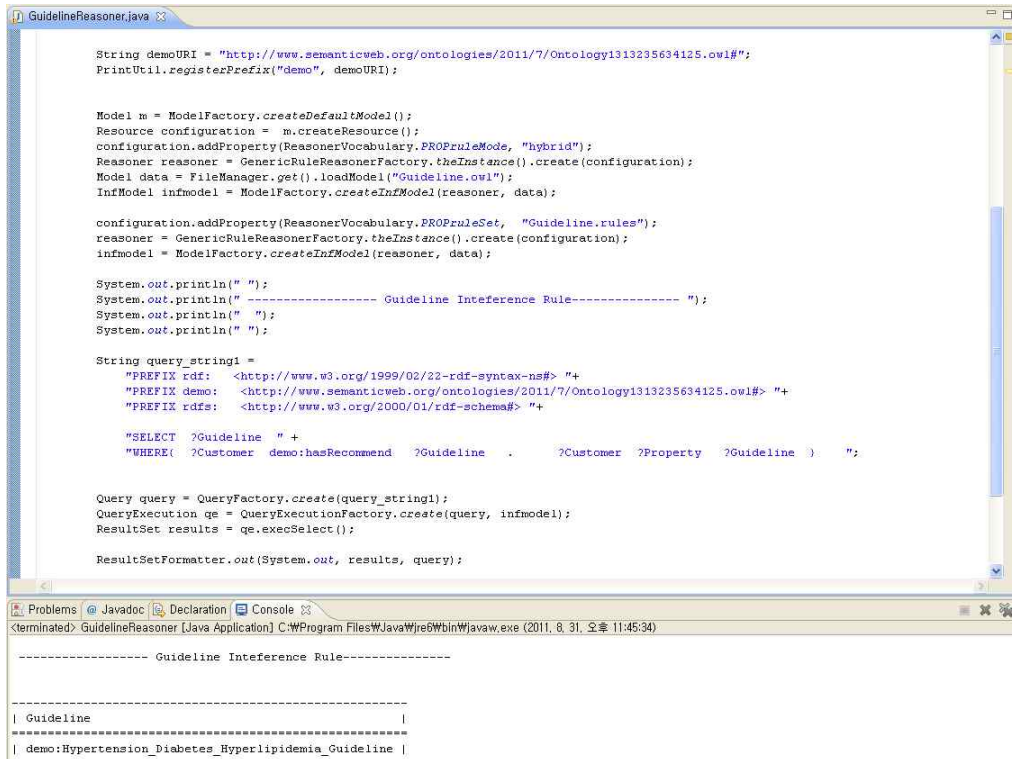 GuidelineReasoner.java
String demoURI = "http://www.semanticweb.org/ontologies/2011/7/Ontology1313235634125.owl#";
PrintUtil.registerPrefix("demo", demoURI);
Model m = ModelFactory.createDefaultModel();
Resource configuration =  m.createResource();
configuration.addProperty(ReasonerVocabulary.PROPruleMode, "hybrid");
Reasoner reasoner = GenericRuleReasonerFactory.theInstance().create(configuration);
Model data = FileManager.get().loadModel("Guideline.owl");
InfModel infmodel = ModelFactory.createInfModel(reasoner, data);
configuration.addProperty(ReasonerVocabulary.PROPruleSet,  "Guideline.rules");
reasoner = GenericRuleReasonerFactory.theInstance().create(configuration);
infmodel = ModelFactory.createInfModel(reasoner, data);
System.out.println(" ");
System.out.println(" ------------------ Guideline Inteference Rule--------------- ");
System.out.println("  ");
System.out.println(" ");
String query_string1 =
"PREFIX rdf:   <http://www.w3.org/1999/02/22-rdf-syntax-ns#> "+
"PREFIX demo:   <http://www.semanticweb.org/ontologies/2011/7/Ontology1313235634125.owl#> "+
"PREFIX rdfs:   <http://www.w3.org/2000/01/rdf-schema#> "+
"SELECT  ?Guideline  " +
"WHERE{  ?Customer  demo:hasRecommend   ?Guideline   .      ?Customer  ?Property   ?Guideline  }    ";
Query query = QueryFactory.create(query_string1);
QueryExecution qe = QueryExecutionFactory.create(query, infmodel);
ResultSet results = qe.execSelect();
ResultSetFormatter.out(System.out, results, query);
Problems @ Javadoc Declaration Console
<terminated> GuidelineReasoner [Java Application] C:₩Program Files₩Java₩jre6₩bin₩javaw.exe (2011. 8. 31. 오후 11:45:34)
------------------ Guideline Inteference Rule---------------
-------------------------------------------------------
| Guideline                                           |
=======================================================
| demo:Hypertension_Diabetes_Hyperlipidemia_Guideline |